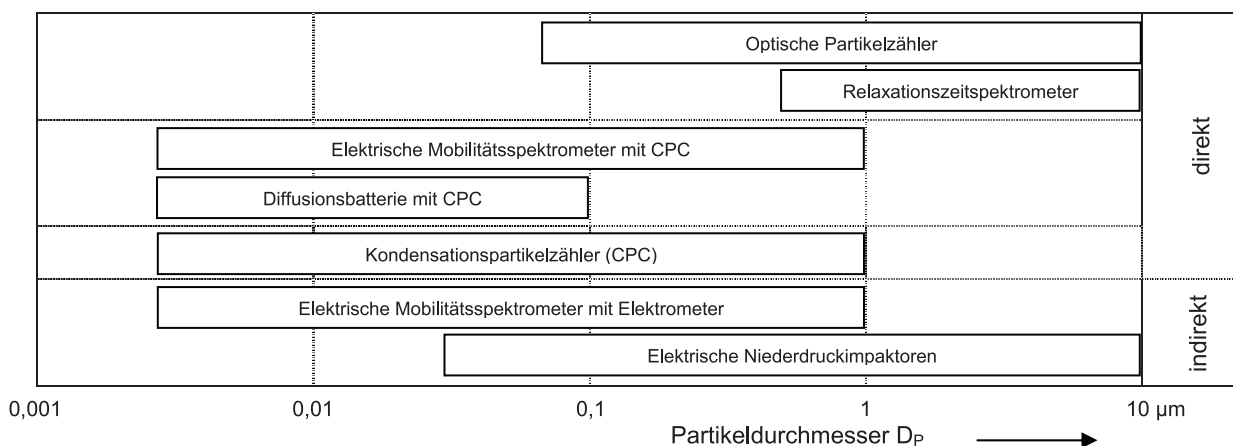 Optische Partikelzähler
Relaxationszeitspektrometer
direkt
Elektrische Mobilitätsspektrometer mit CPC
Diffusionsbatterie mit CPC
Kondensationspartikelzähler (CPC)
Elektrische Mobilitätsspektrometer mit Elektrometer
indirekt
Elektrische Niederdruckimpaktoren
0,001 0,01 0,1 1 10 µm
Partikeldurchmesser Dₚ